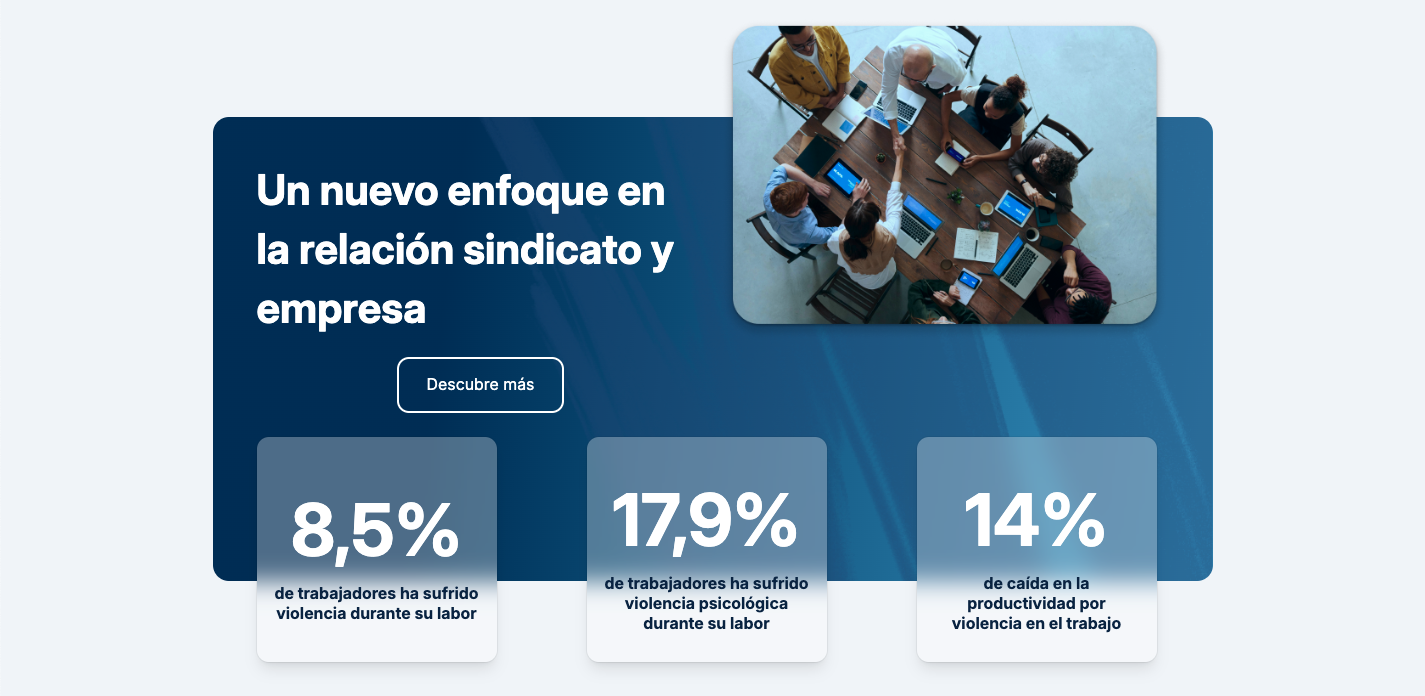 Un nuevo enfoque en
la relación sindicato y
empresa
Descubre más
8,5%
de trabajadores ha sufrido
violencia durante su labor
17,9%
de trabajadores ha sufrido
violencia psicológica
durante su labor
14%
de caída en la
productividad por
violencia en el trabajo